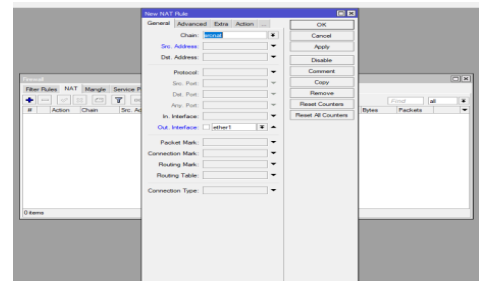 New NAT Rule
General Advanced Extra Action ...
Chain: srcnat
Src. Address:
Dst. Address:
Protocol:
Src. Port:
Dst. Port:
Any. Port:
In. Interface:
Out. Interface: ether1
Packet Mark:
Connection Mark:
Routing Mark:
Routing Table:
Connection Type:
OK
Cancel
Apply
Disable
Comment
Copy
Remove
Reset Counters
Reset All Counters
Firewall
Filter Rules NAT Mangle Service P
# Action Chain Src. Ad
Find all
Bytes Packets
0 items